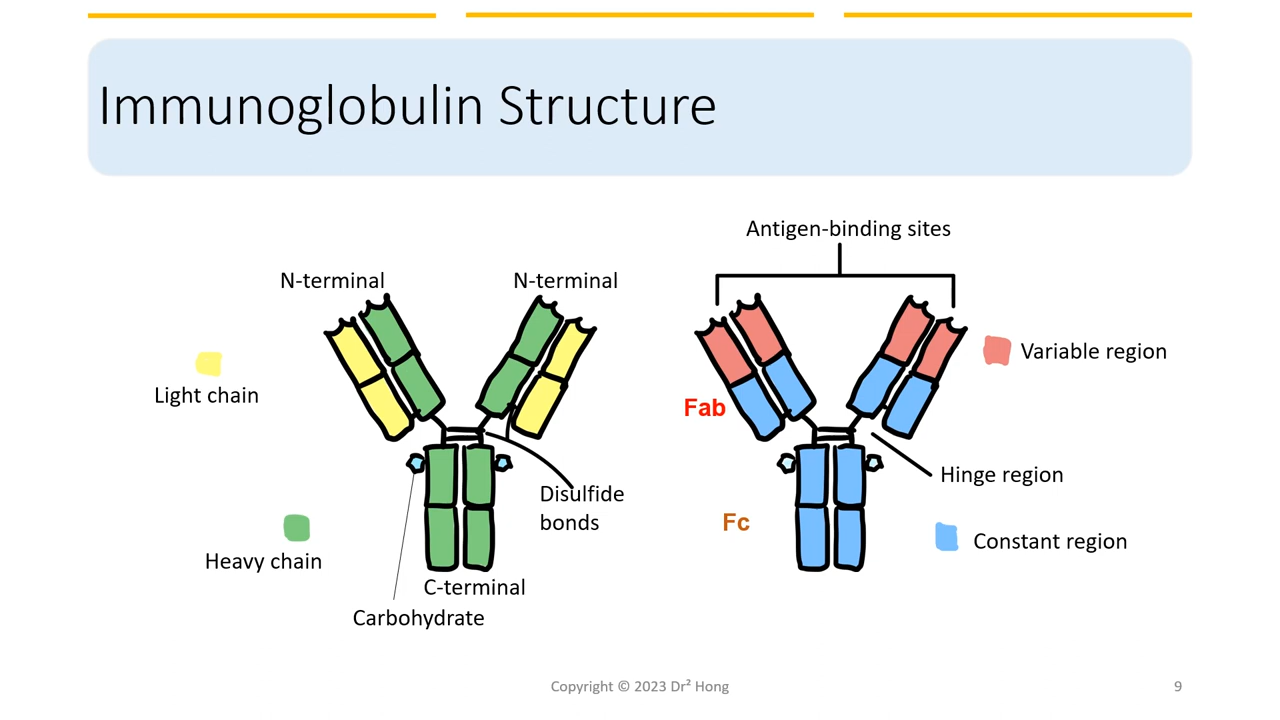 Immunoglobulin Structure
Antigen-binding sites
N-terminal
N-terminal
Variable region
Light chain
Fab
Hinge region
Disulfide
bonds
Fc
Constant region
Heavy chain
C-terminal
Carbohydrate
Copyright © 2023 Dr² Hong
9